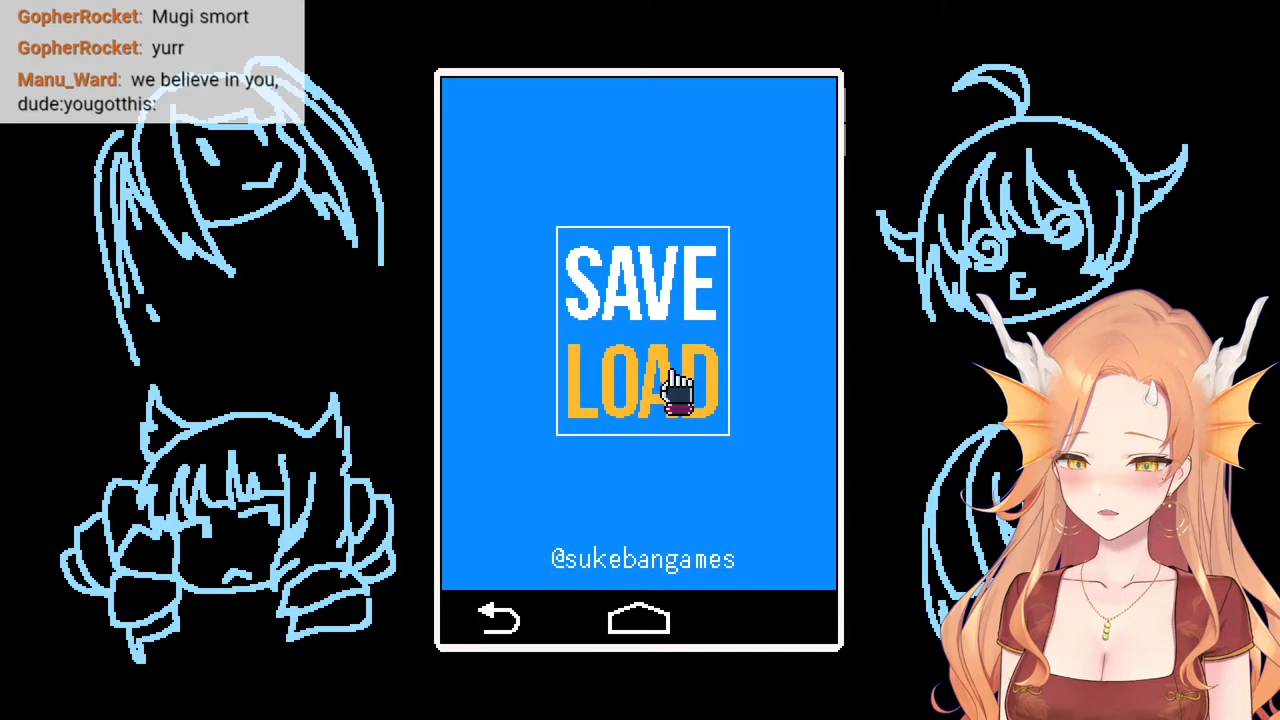 GopherRocket: Mugi smort
GopherRocket: yurr
Manu_Ward: we believe in you,
dude:yougotthis:
SAVE
LOAD
@sukebangames